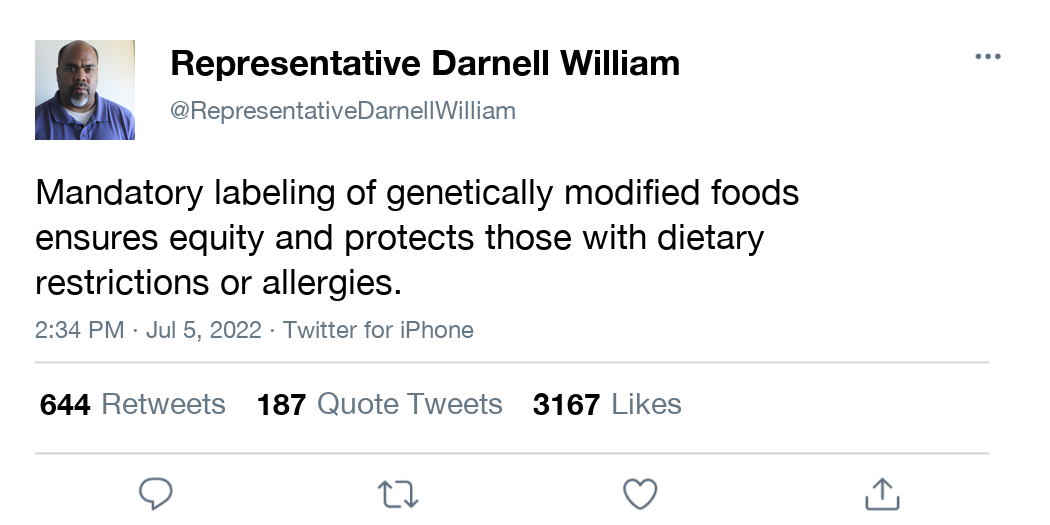 Representative Darnell William
@RepresentativeDarnellWilliam
Mandatory labeling of genetically modified foods
ensures equity and protects those with dietary
restrictions or allergies.
2:34 PM · Jul 5, 2022 · Twitter for iPhone
644 Retweets 187 Quote Tweets 3167 Likes